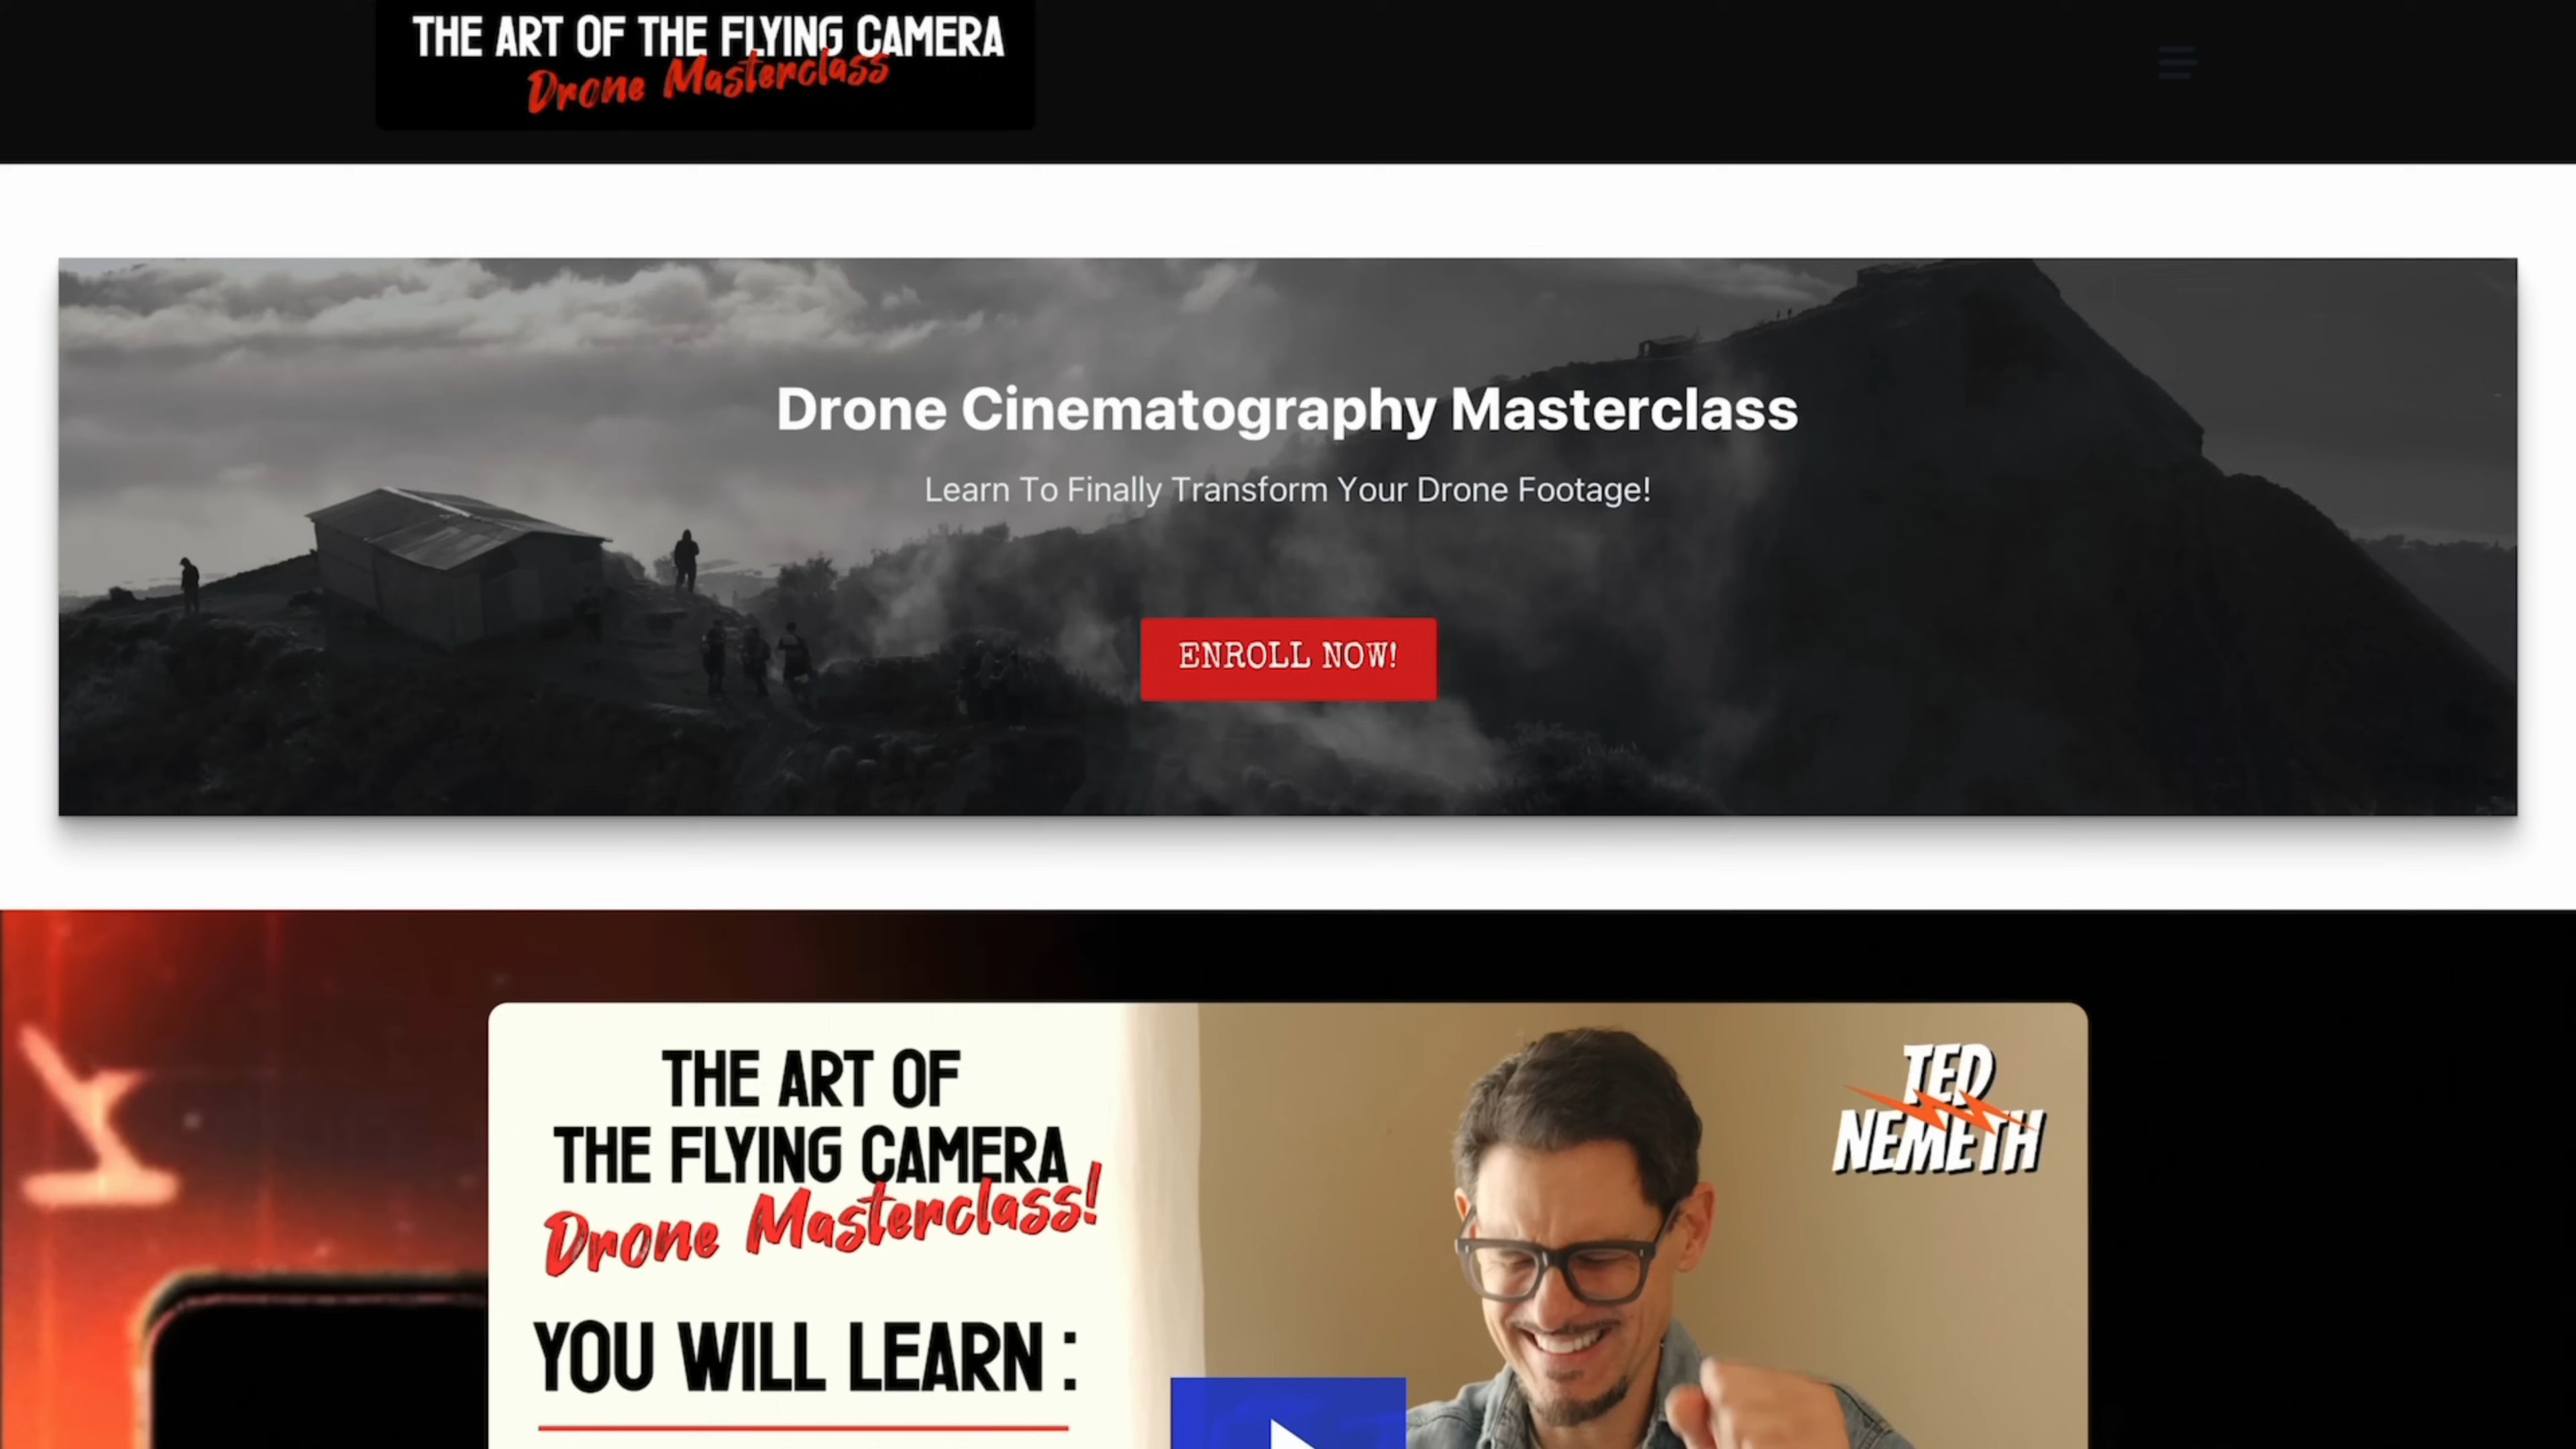 THE ART OF THE FLYING CAMERA
Drone Masterclass
Drone Cinematography Masterclass
Learn To Finally Transform Your Drone Footage!
ENROLL NOW!
THE ART OF
THE FLYING CAMERA
Drone Masterclass!
YOU WILL LEARN :
TED
NEMETH